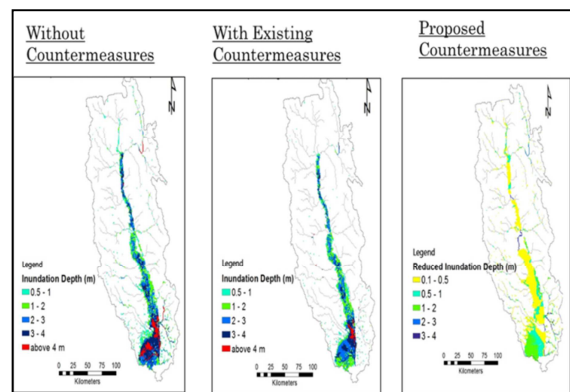 Without
Countermeasures
N
Legend
Inundation Depth (m)
0.5 - 1
1 - 2
2 - 3
3 - 4
above 4 m
0 25 50 100
Kilometers
With Existing
Countermeasures
N
Legend
Inundation Depth (m)
0.5 - 1
1 - 2
2 - 3
3 - 4
above 4 m
0 25 50 100
Kilometers
Proposed
Countermeasures
N
Legend
Reduced Inundation Depth (m)
0.1 - 0.5
0.5 - 1
1 - 2
2 - 3
3 - 4
0 25 50 100
Kilometers